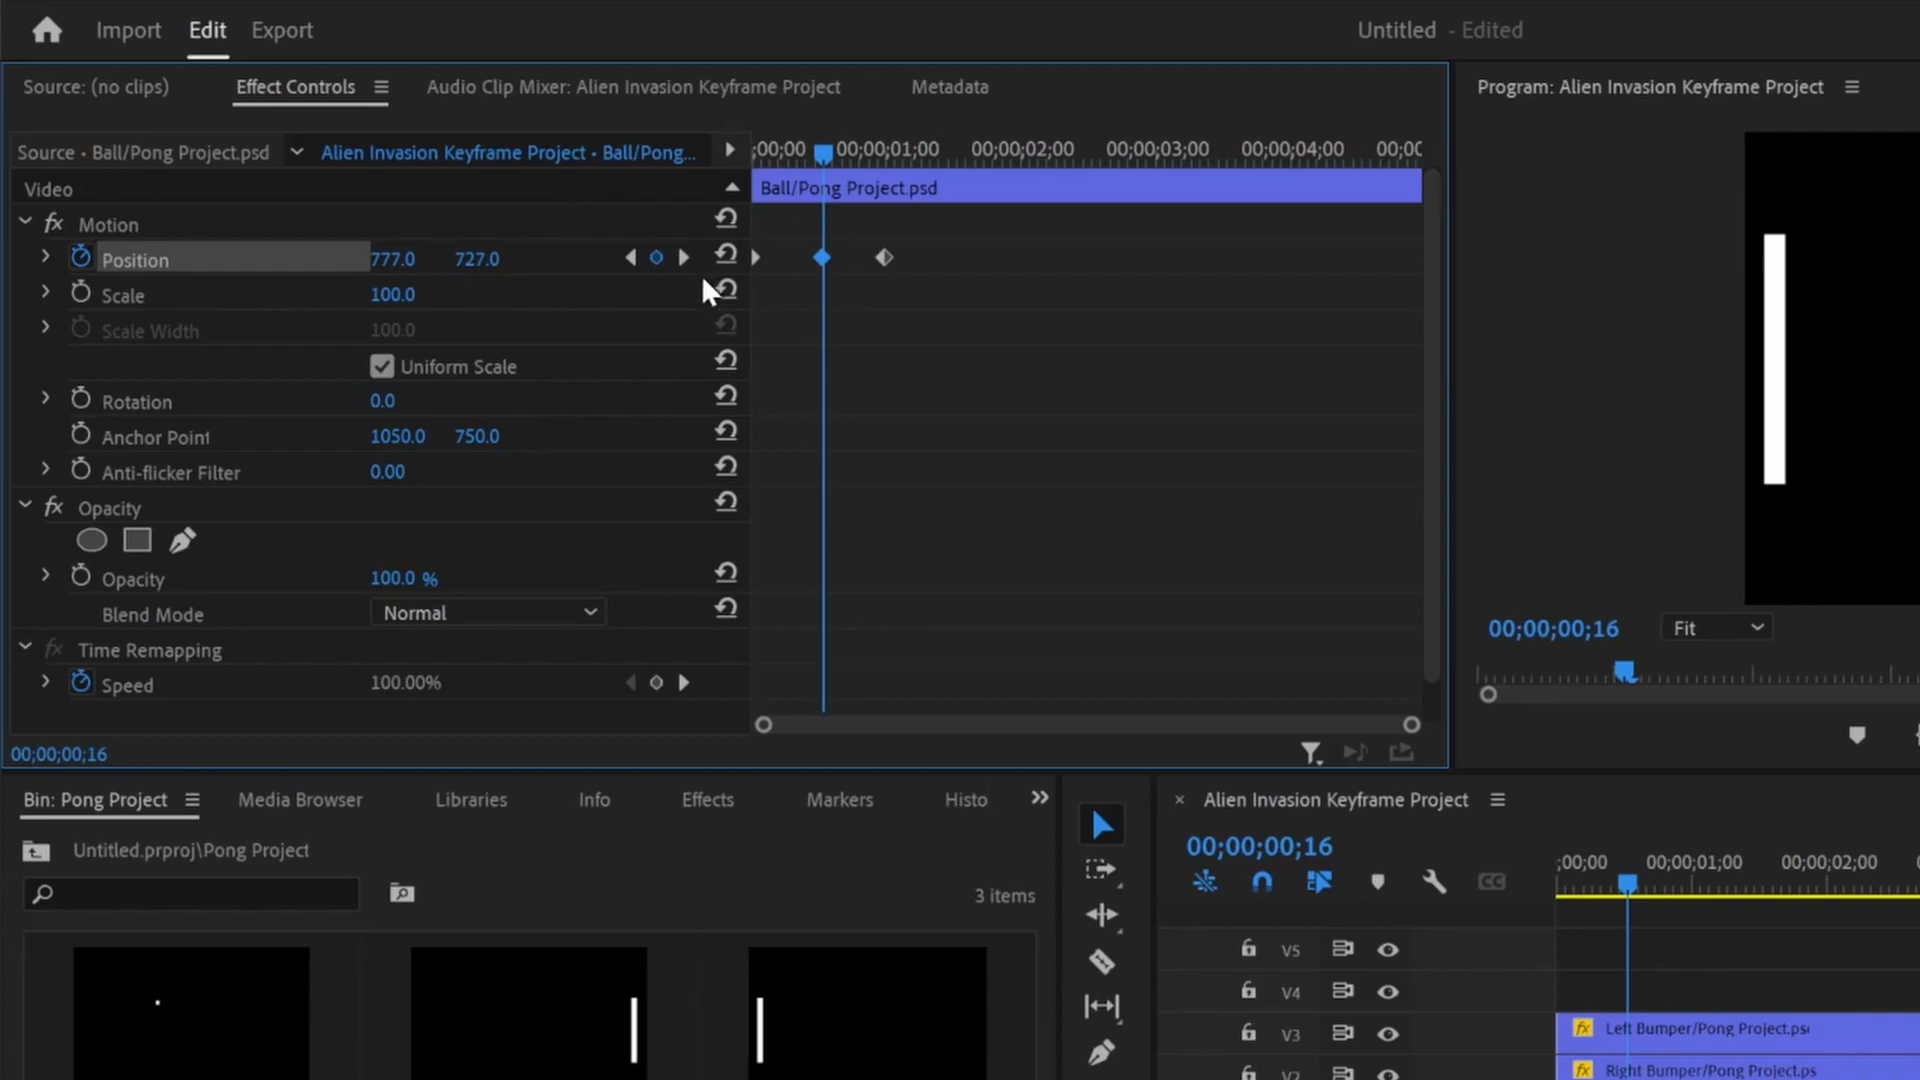 Import Edit Export
Untitled - Edited
Source: (no clips) Effect Controls Audio Clip Mixer: Alien Invasion Keyframe Project Metadata
Program: Alien Invasion Keyframe Project
Source · Ball/Pong Project.psd Alien Invasion Keyframe Project · Ball/Pong...
;00;00 00;00;01;00 00;00;02;00 00;00;03;00 00;00;04;00 00;00
Video
Ball/Pong Project.psd
fx Motion
Position 777.0 727.0
Scale 100.0
Scale Width 100.0
Uniform Scale
Rotation 0.0
Anchor Point 1050.0 750.0
Anti-flicker Filter 0.00
fx Opacity
Opacity 100.0 %
Blend Mode Normal
fx Time Remapping
Speed 100.00%
00;00;00;16
00;00;00;16 Fit
Bin: Pong Project Media Browser Libraries Info Effects Markers Histo
Untitled.prproj\Pong Project
3 items
× Alien Invasion Keyframe Project
00;00;00;16
;00;00 00;00;01;00 00;00;02;00
CC
V5
V4
V3 fx Left Bumper/Pong Project.ps
V2 fx Right Bumper/Pong Project.ps